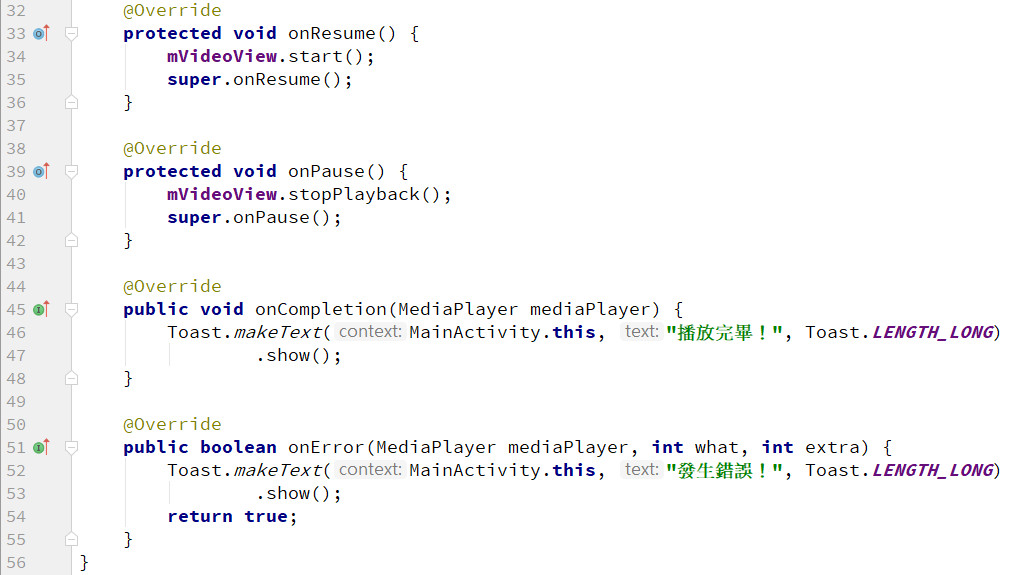 32 @Override
33 protected void onResume() {
34 mVideoView.start();
35 super.onResume();
36 }
37
38 @Override
39 protected void onPause() {
40 mVideoView.stopPlayback();
41 super.onPause();
42 }
43
44 @Override
45 public void onCompletion(MediaPlayer mediaPlayer) {
46 Toast.makeText( context: MainActivity.this, text: "播放完畢！", Toast.LENGTH_LONG)
47 .show();
48 }
49
50 @Override
51 public boolean onError(MediaPlayer mediaPlayer, int what, int extra) {
52 Toast.makeText( context: MainActivity.this, text: "發生錯誤！", Toast.LENGTH_LONG)
53 .show();
54 return true;
55 }
56 }